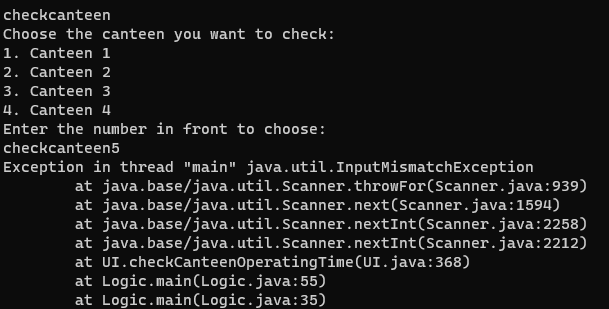 checkcanteen
Choose the canteen you want to check:
1. Canteen 1
2. Canteen 2
3. Canteen 3
4. Canteen 4
Enter the number in front to choose:
checkcanteen5
Exception in thread "main" java.util.InputMismatchException
        at java.base/java.util.Scanner.throwFor(Scanner.java:939)
        at java.base/java.util.Scanner.next(Scanner.java:1594)
        at java.base/java.util.Scanner.nextInt(Scanner.java:2258)
        at java.base/java.util.Scanner.nextInt(Scanner.java:2212)
        at UI.checkCanteenOperatingTime(UI.java:368)
        at Logic.main(Logic.java:55)
        at Logic.main(Logic.java:35)